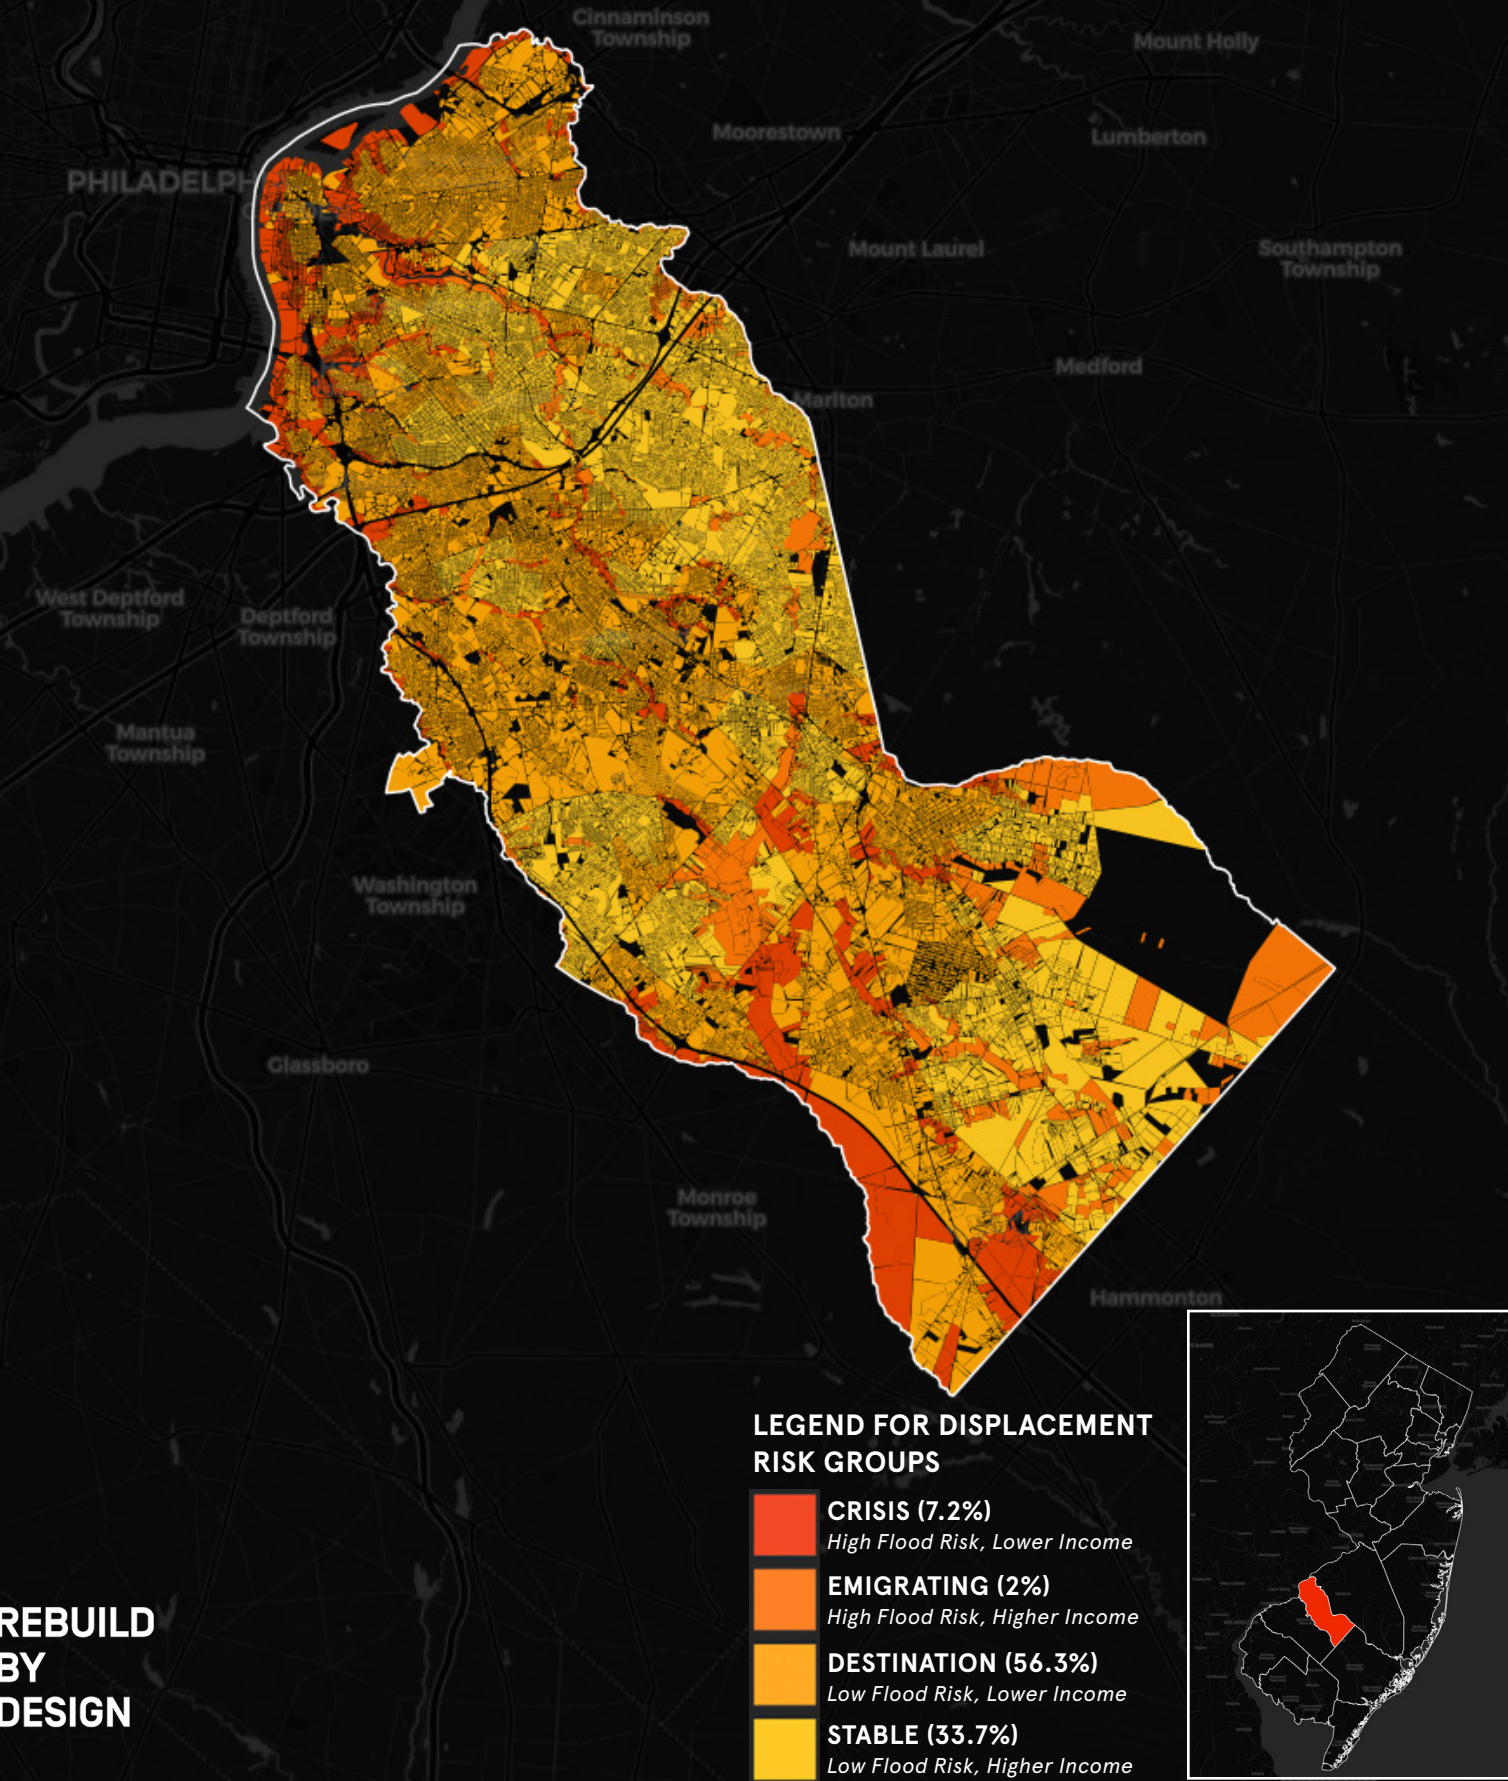 Cinnaminson
Township
Mount Holly
Moorestown
Lumberton
PHILADELPH
Mount Laurel
Southampton
Township
Medford
Marlton
West Deptford
Township
Deptford
Township
Mantua
Township
Washington
Township
Glassboro
Monroe
Township
Hammonton
LEGEND FOR DISPLACEMENT
RISK GROUPS
CRISIS (7.2%)
High Flood Risk, Lower Income
EMIGRATING (2%)
High Flood Risk, Higher Income
DESTINATION (56.3%)
Low Flood Risk, Lower Income
STABLE (33.7%)
Low Flood Risk, Higher Income
REBUILD
BY
DESIGN